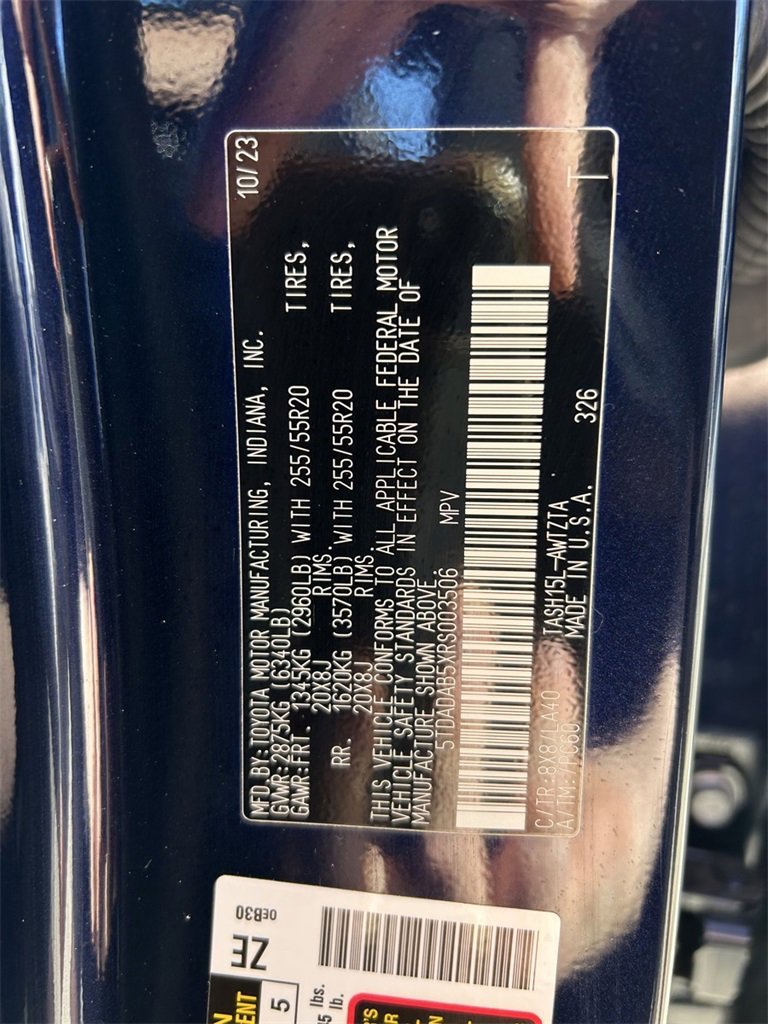 MFD.BY:TOYOTA MOTOR MANUFACTURING, INDIANA, INC. 10/23
GVWR:2875KG (6340LB)
GAWR:FRT. 1345KG (2960LB) WITH 255/55R20 TIRES,
20X8J RIMS.
RR. 1620KG (3570LB) WITH 255/55R20 TIRES,
20X8J RIMS.
THIS VEHICLE CONFORMS TO ALL APPLICABLE FEDERAL MOTOR
VEHICLE SAFETY STANDARDS IN EFFECT ON THE DATE OF
MANUFACTURE SHOWN ABOVE.
5TDADAB5XRS003506 MPV
C/TR:8X8/LA40 TASH15L-AWTZTA
A/TM: /PC60 MADE IN U.S.A. 326
T
ZE 0EB30
5
lbs.
lb.